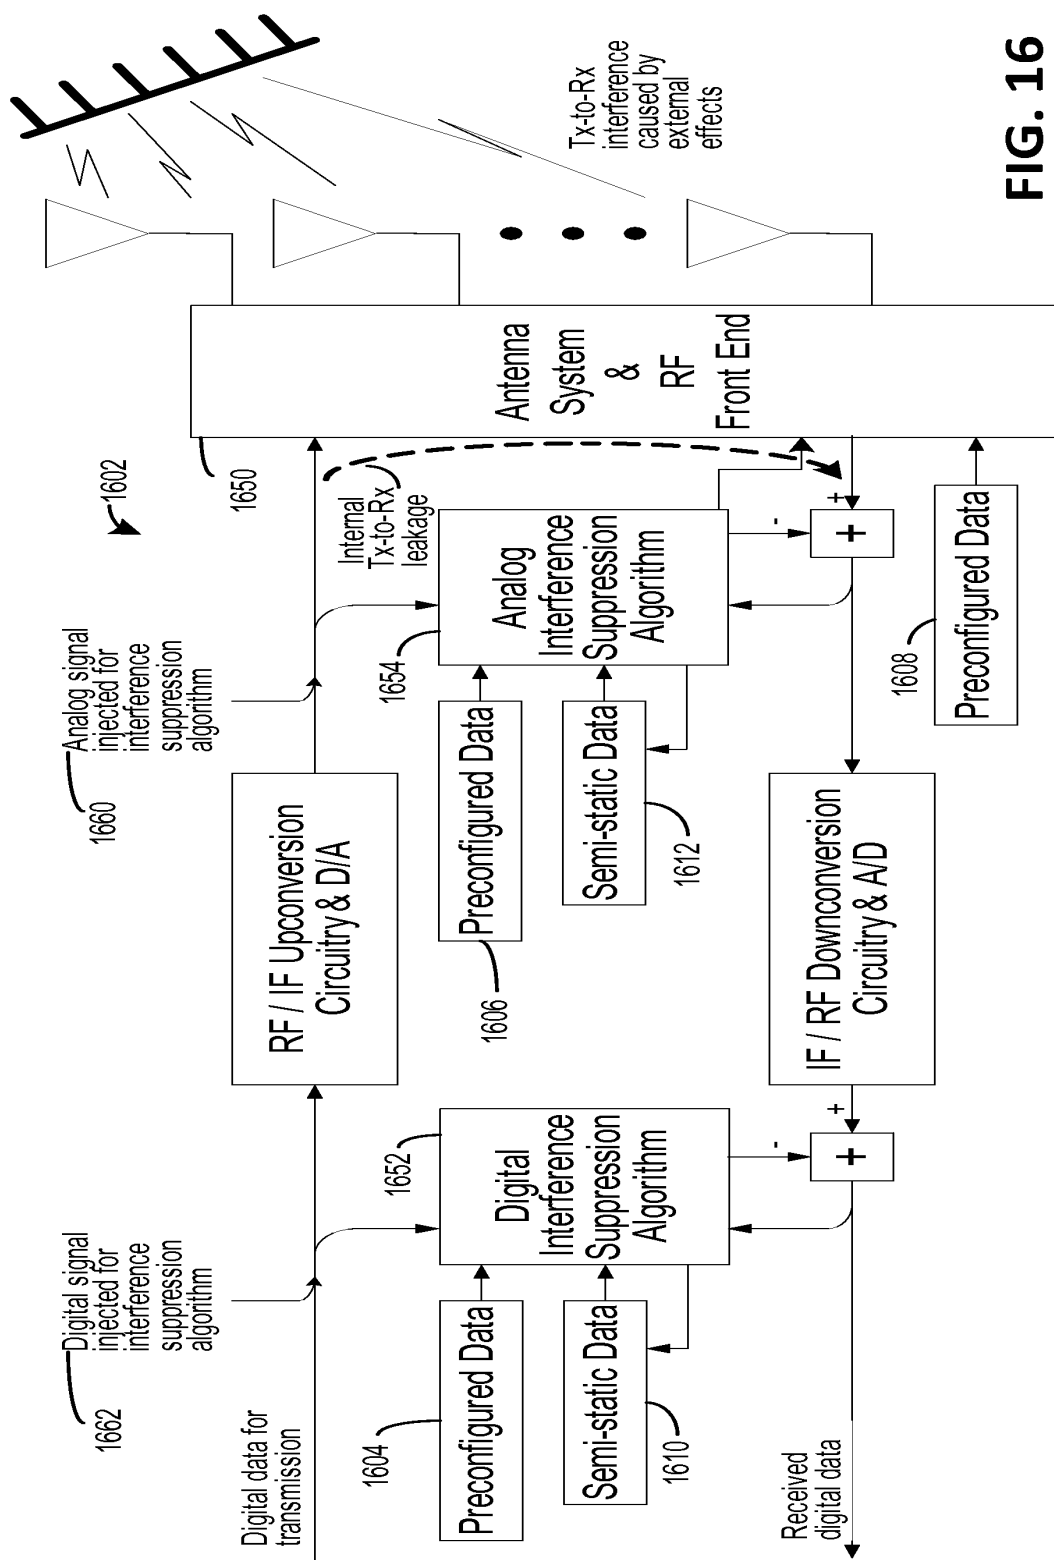 1602
1660
Analog signal
injected for
interference
suppression
algorithm
1662
Digital signal
injected for
interference
suppression
algorithm
Digital data for
transmission
RF / IF Upconversion
Circuitry & D/A
1650
Internal
Tx-to-Rx
leakage
Antenna
System
&
RF
Front End
Tx-to-Rx
interference
caused by
external
effects
1604
Preconfigured Data
1652
Digital
Interference
Suppression
Algorithm
Semi-static Data
1610
1606
Preconfigured Data
1654
Analog
Interference
Suppression
Algorithm
Semi-static Data
1612
-
+
+
-
+
+
IF / RF Downconversion
Circuitry & A/D
1608
Preconfigured Data
Received
digital data
FIG. 16